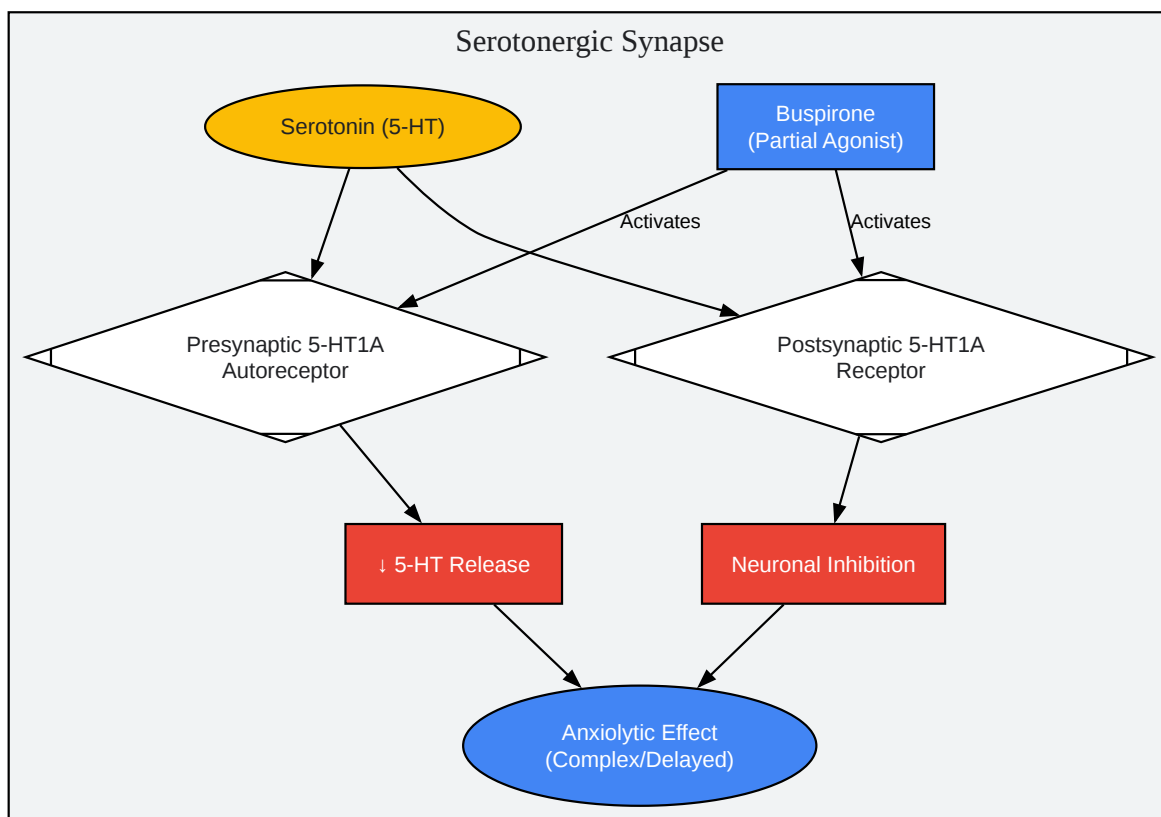 Serotonergic Synapse
Serotonin (5-HT)
Buspirone
(Partial Agonist)
Activates
Activates
Presynaptic 5-HT1A
Autoreceptor
Postsynaptic 5-HT1A
Receptor
↓ 5-HT Release
Neuronal Inhibition
Anxiolytic Effect
(Complex/Delayed)